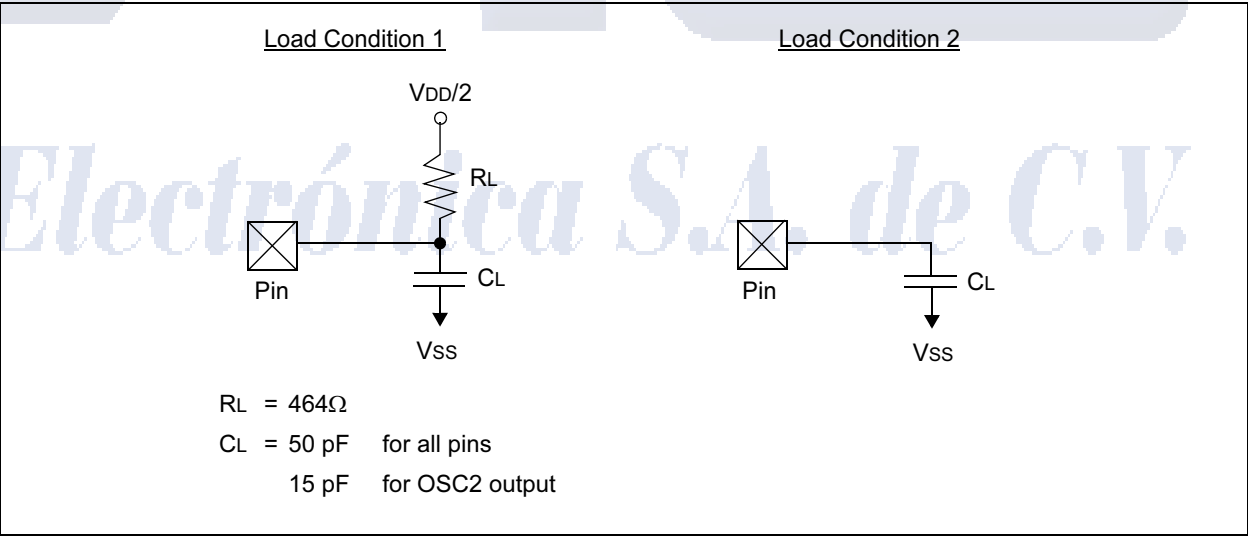 Load Condition 1
Load Condition 2
VDD/2
RL
Electrónica S.A. de C.V.
Pin
CL
VSS
Pin
CL
VSS
RL = 464Ω
CL = 50 pF for all pins
15 pF for OSC2 output